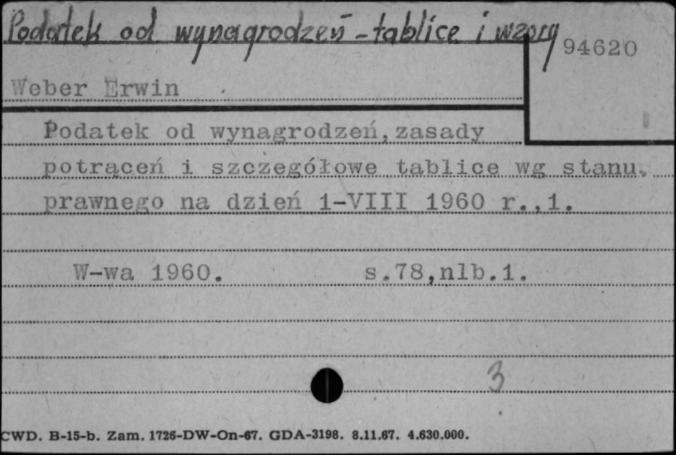 Podatek od wynagrodzeń - tablice i wzory
94620
Weber Erwin
Podatek od wynagrodzeń, zasady
potrąceń i szczegółowe tablice wg stanu
prawnego na dzień 1-VIII 1960 r.,1.
W-wa 1960. s.78,nlb.1.
3
CWD. B-15-b. Zam. 1726-DW-On-67. GDA-3198. 8.11.67. 4.630.000.